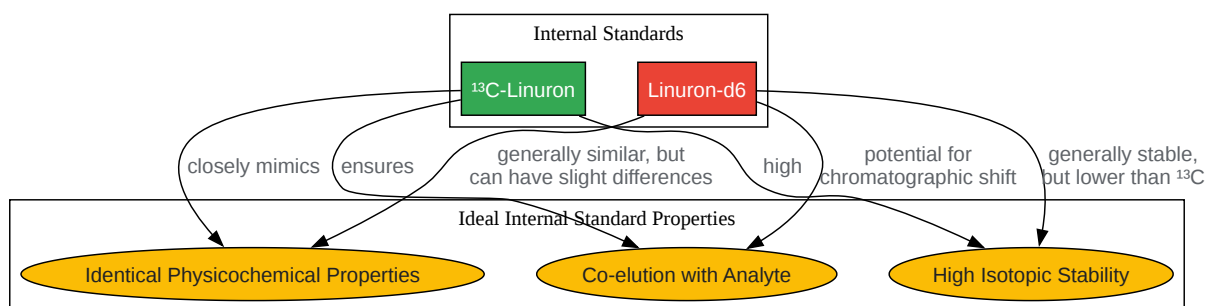 Internal Standards
¹³C-Linuron
Linuron-d6
closely mimics
ensures
generally similar, but
can have slight differences
high
potential for
chromatographic shift
generally stable,
but lower than ¹³C
Ideal Internal Standard Properties
Identical Physicochemical Properties
Co-elution with Analyte
High Isotopic Stability